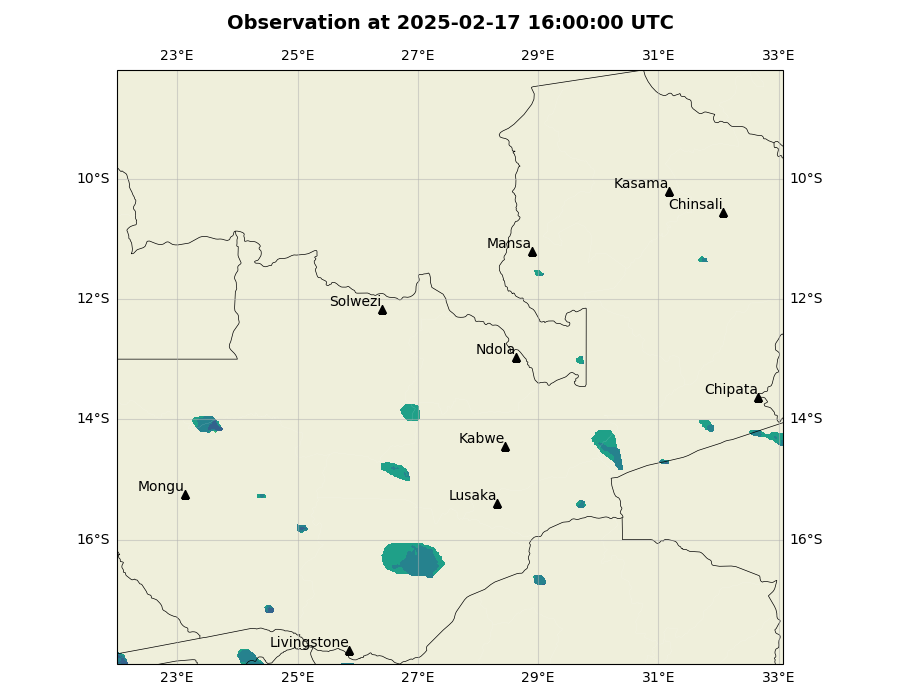 Observation at 2025-02-17 16:00:00 UTC
23°E 25°E 27°E 29°E 31°E 33°E
10°S 10°S
Kasama
Chinsali
Mansa
12°S 12°S
Solwezi
Ndola
Chipata
14°S 14°S
Kabwe
Mongu
Lusaka
16°S 16°S
Livingstone
23°E 25°E 27°E 29°E 31°E 33°E